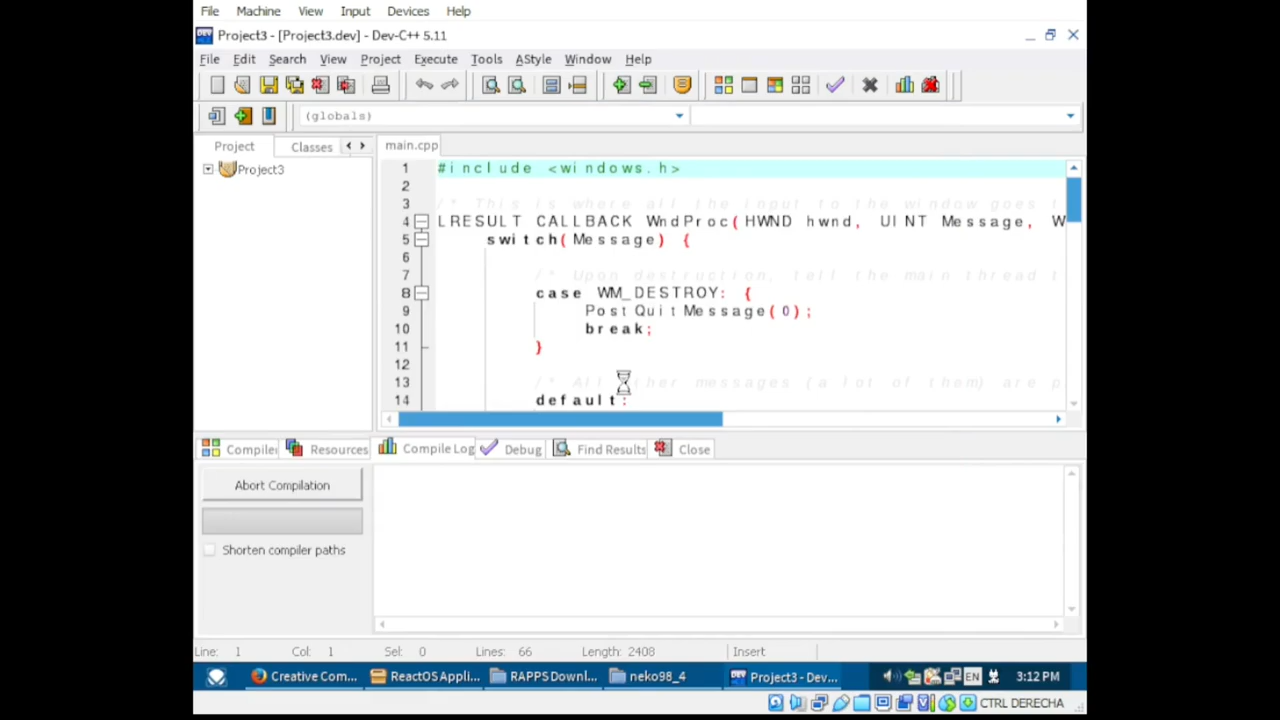 File Machine View Input Devices Help
Project3 - [Project3.dev] - Dev-C++ 5.11
File Edit Search View Project Execute Tools AStyle Window Help
(globals)
Project Classes main.cpp
Project3
1 #include <windows.h>
2
3 /* This is where all the input to the window goes t
4 LRESULT CALLBACK WndProc(HWND hwnd, UINT Message, W
5 switch(Message) {
6
7 /* Upon destruction, tell the main thread t
8 case WM_DESTROY: {
9 PostQuitMessage(0);
10 break;
11 }
12
13 /* All other messages (a lot of them) are p
14 default:
Compiler Resources Compile Log Debug Find Results Close
Abort Compilation
Shorten compiler paths
Line: 1 Col: 1 Sel: 0 Lines: 66 Length: 2408 Insert
Creative Com... ReactOS Appli... RAPPS Downl... neko98_4 Project3 - Dev... EN 3:12 PM
CTRL DERECHA